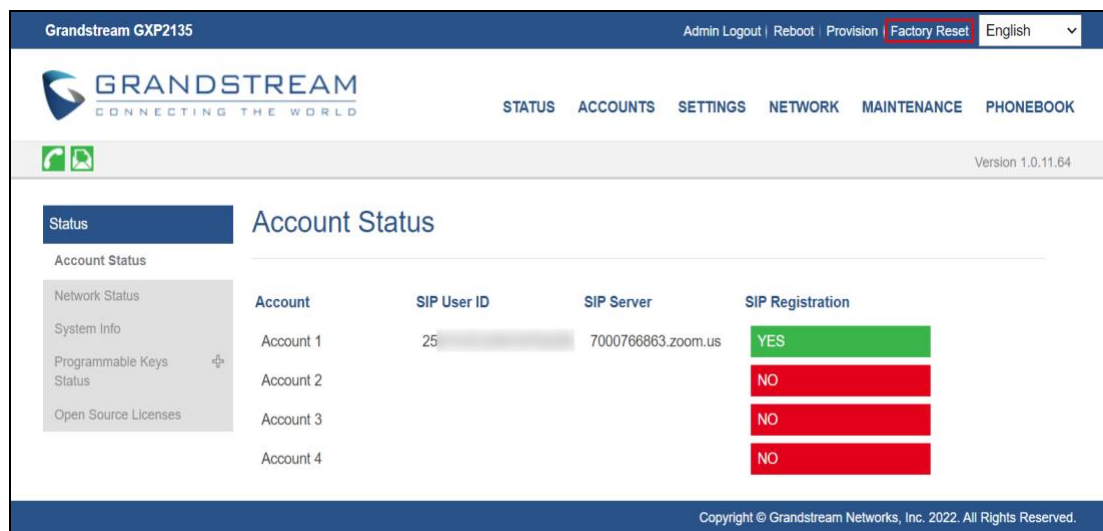 Grandstream GXP2135
Admin Logout | Reboot | Provision | Factory Reset English
GRANDSTREAM
CONNECTING THE WORLD
STATUS ACCOUNTS SETTINGS NETWORK MAINTENANCE PHONEBOOK
Version 1.0.11.64
Status
Account Status
Network Status
System Info
Programmable Keys
Status
Open Source Licenses
Account Status
Account SIP User ID SIP Server SIP Registration
Account 1 25 7000766863.zoom.us YES
Account 2 NO
Account 3 NO
Account 4 NO
Copyright © Grandstream Networks, Inc. 2022. All Rights Reserved.